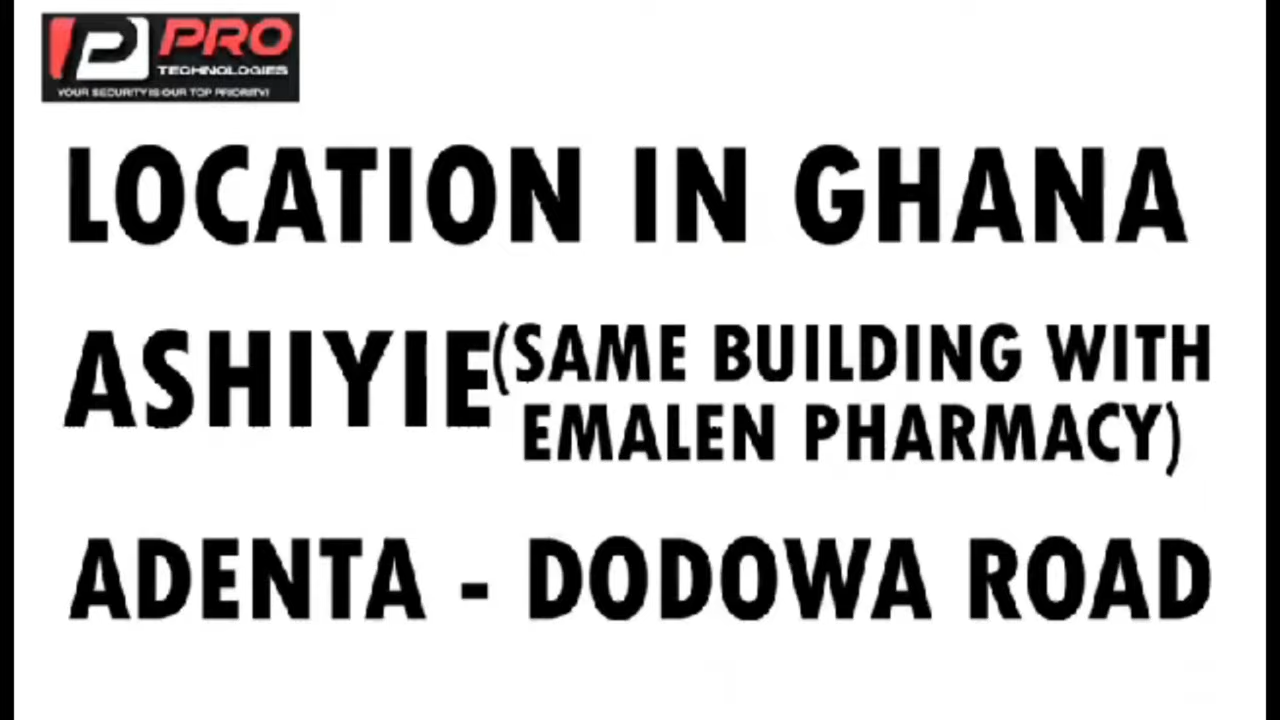 PRO
TECHNOLOGIES
YOUR SECURITY IS OUR TOP PRIORITY!
LOCATION IN GHANA
ASHIYIE (SAME BUILDING WITH
EMALEN PHARMACY)
ADENTA - DODOWA ROAD